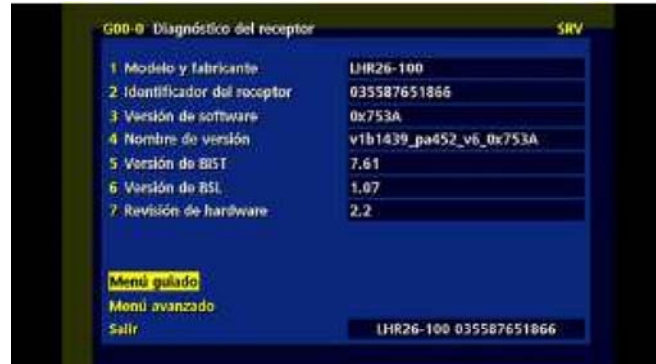 G00-0 Diagnóstico del receptor SRV
1 Modelo y fabricante LHR26-100
2 Identificador del receptor 035587651866
3 Versión de software 0x753A
4 Nombre de versión v1b1439_pa452_v6_0x753A
5 Versión de BIST 7.61
6 Versión de BSL 1.07
7 Revisión de hardware 2.2
Menú guiado
Menú avanzado
Salir LHR26-100 035587651866